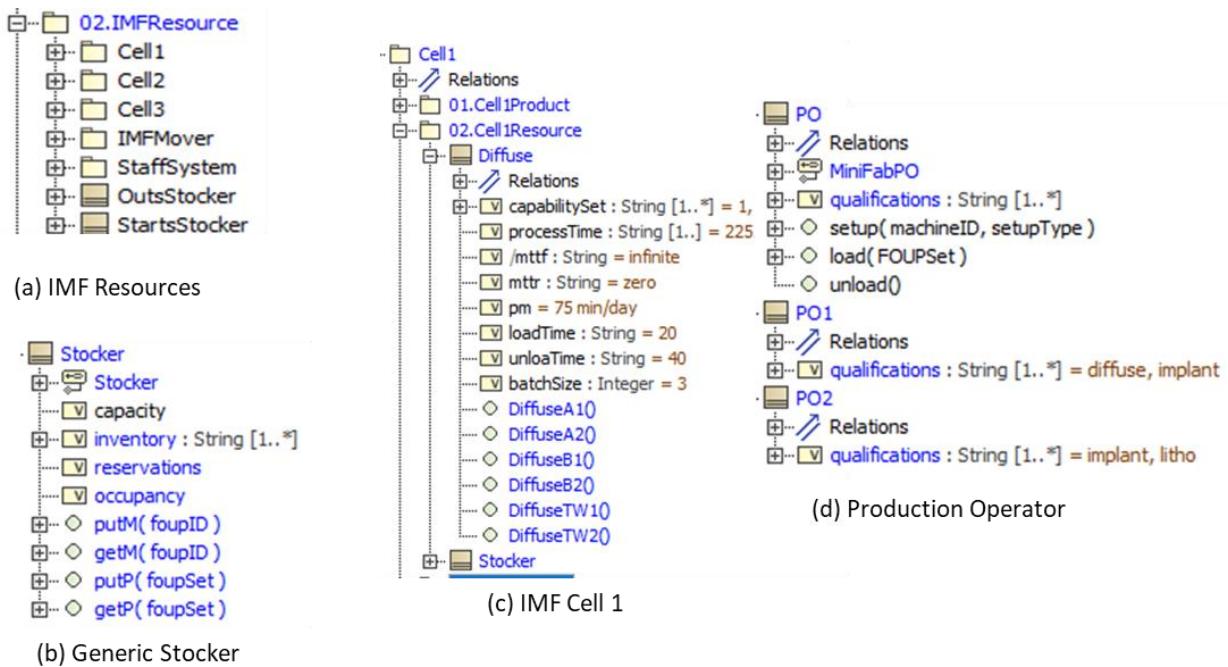 02.IMFResource
Cell1
Cell2
Cell3
IMFMover
StaffSystem
OutsStocker
StartsStocker
(a) IMF Resources
Stocker
Stocker
capacity
inventory : String [1..*]
reservations
occupancy
putM( foupID )
getM( foupID )
putP( foupSet )
getP( foupSet )
(b) Generic Stocker
Cell1
Relations
01.Cell1Product
02.Cell1Resource
Diffuse
Relations
capabilitySet : String [1..*] = 1,
processTime : String [1..] = 225
/mttf : String = infinite
mttr : String = zero
pm = 75 min/day
loadTime : String = 20
unloaTime : String = 40
batchSize : Integer = 3
DiffuseA1()
DiffuseA2()
DiffuseB1()
DiffuseB2()
DiffuseTW1()
DiffuseTW2()
Stocker
(c) IMF Cell 1
PO
Relations
MiniFabPO
qualifications : String [1..*]
setup( machineID, setupType )
load( FOUPSet )
unload()
PO1
Relations
qualifications : String [1..*] = diffuse, implant
PO2
Relations
qualifications : String [1..*] = implant, litho
(d) Production Operator